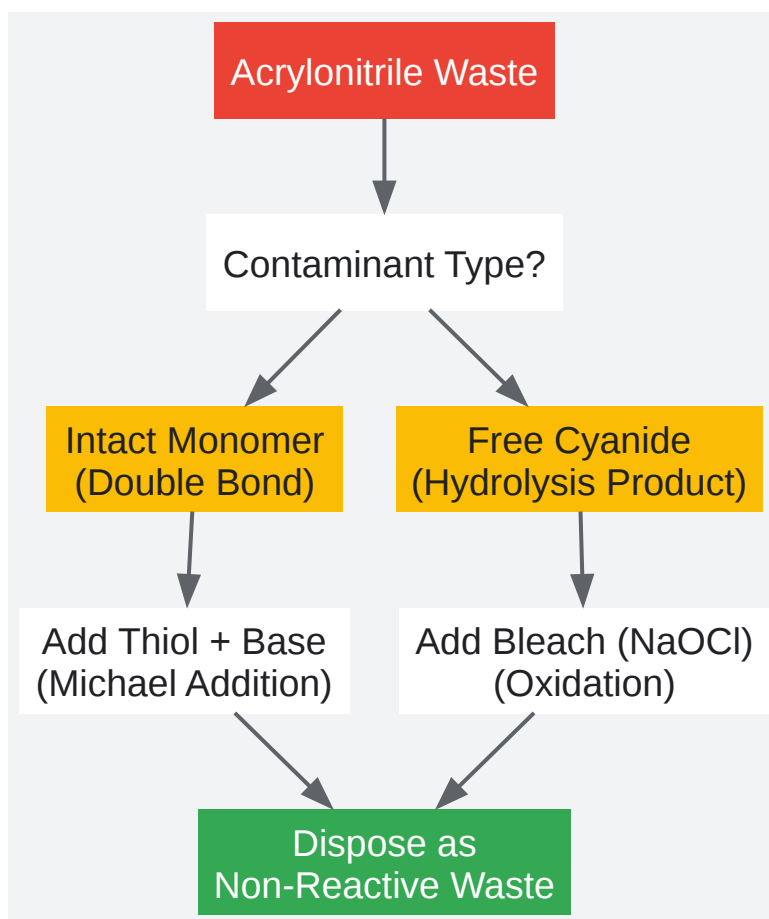 Acrylonitrile Waste
Contaminant Type?
Intact Monomer
(Double Bond)
Free Cyanide
(Hydrolysis Product)
Add Thiol + Base
(Michael Addition)
Add Bleach (NaOCl)
(Oxidation)
Dispose as
Non-Reactive Waste